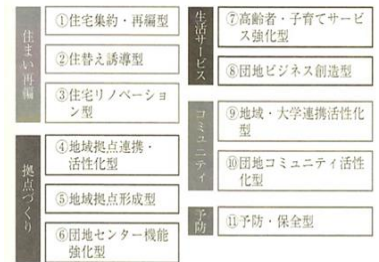 住まい再編
①住宅集約・再編型
②住替え誘導型
③住宅リノベーショ
ン型
拠点づくり
④地域拠点連携・
活性化型
⑤地域拠点形成型
⑥団地センター機能
強化型
生活サービス
⑦高齢者・子育てサービ
ス強化型
⑧団地ビジネス創造型
コミュニティ
⑨地域・大学連携活性化
型
⑩団地コミュニティ活性
化型
予防
⑪予防・保全型